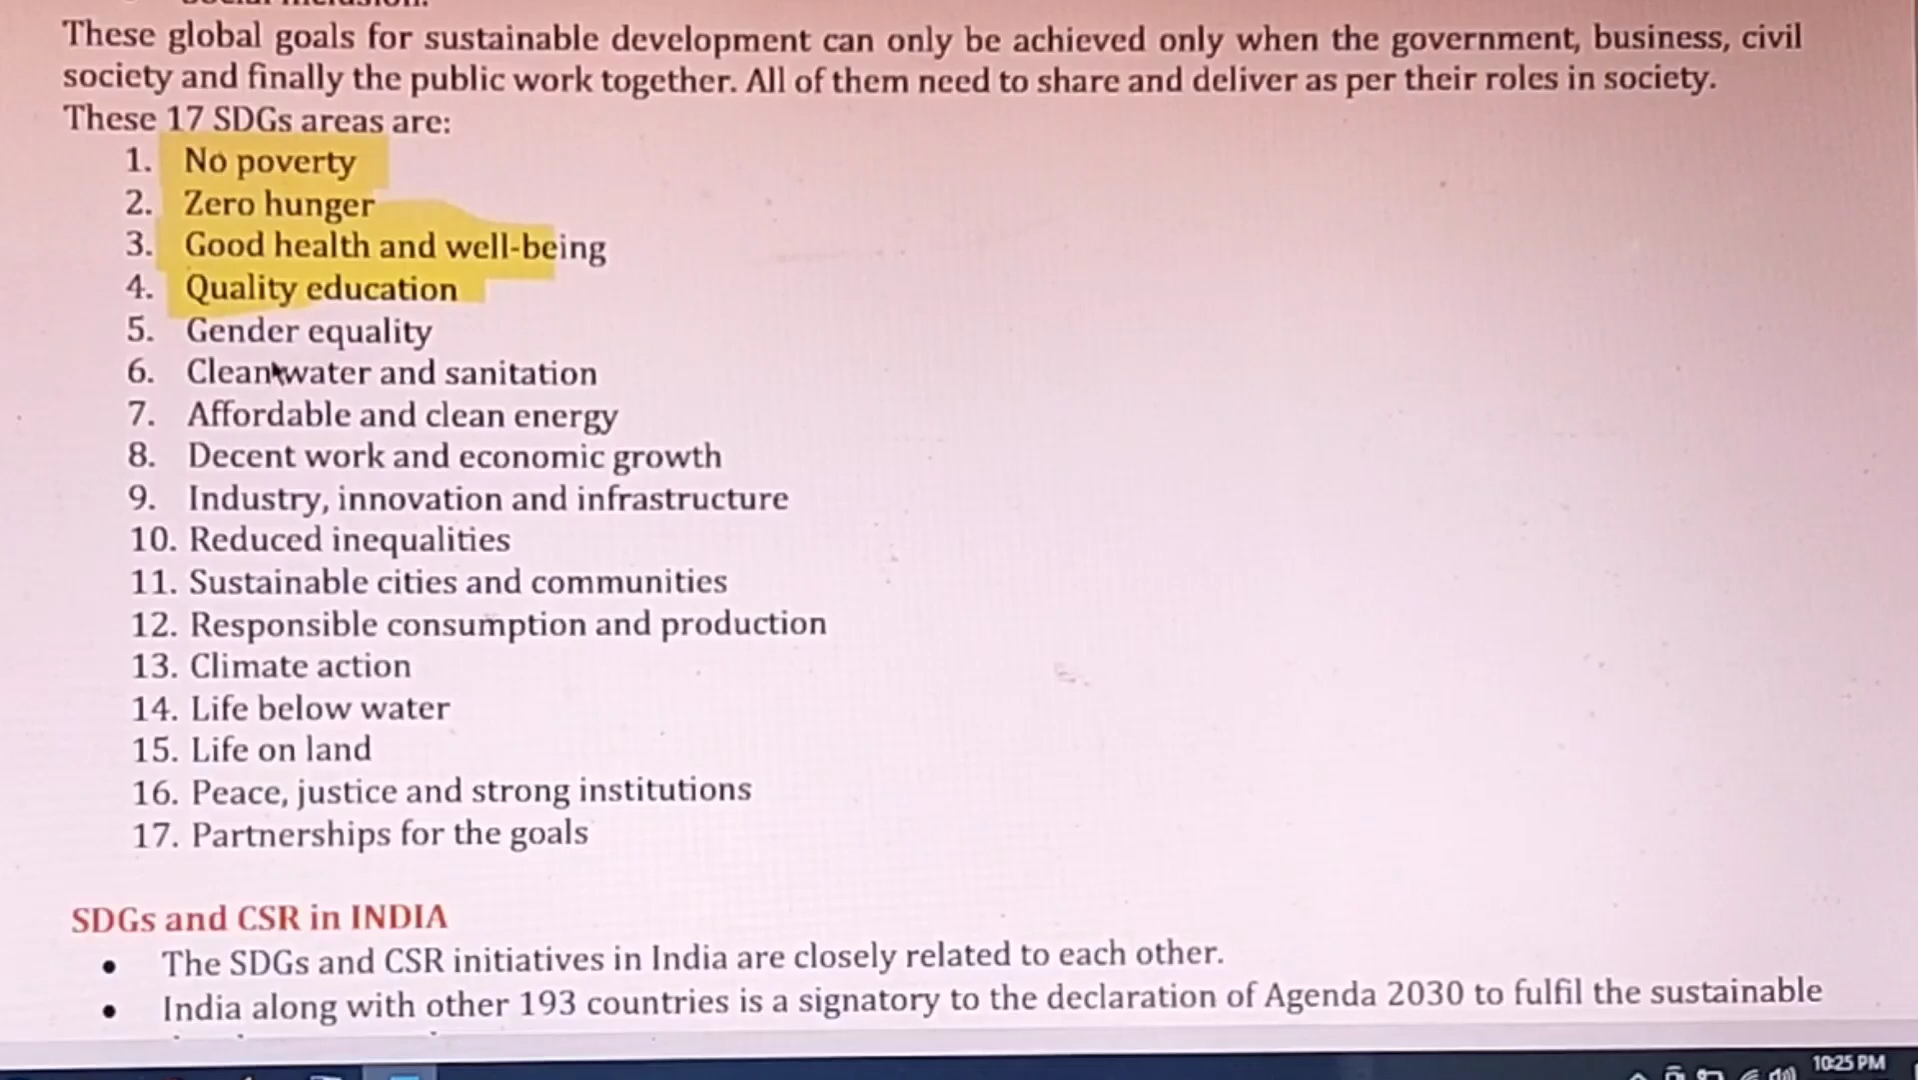 These global goals for sustainable development can only be achieved only when the government, business, civil
society and finally the public work together. All of them need to share and deliver as per their roles in society.
These 17 SDGs areas are:
1. No poverty
2. Zero hunger
3. Good health and well-being
4. Quality education
5. Gender equality
6. Clean water and sanitation
7. Affordable and clean energy
8. Decent work and economic growth
9. Industry, innovation and infrastructure
10. Reduced inequalities
11. Sustainable cities and communities
12. Responsible consumption and production
13. Climate action
14. Life below water
15. Life on land
16. Peace, justice and strong institutions
17. Partnerships for the goals
SDGs and CSR in INDIA
• The SDGs and CSR initiatives in India are closely related to each other.
• India along with other 193 countries is a signatory to the declaration of Agenda 2030 to fulfil the sustainable
10:25 PM